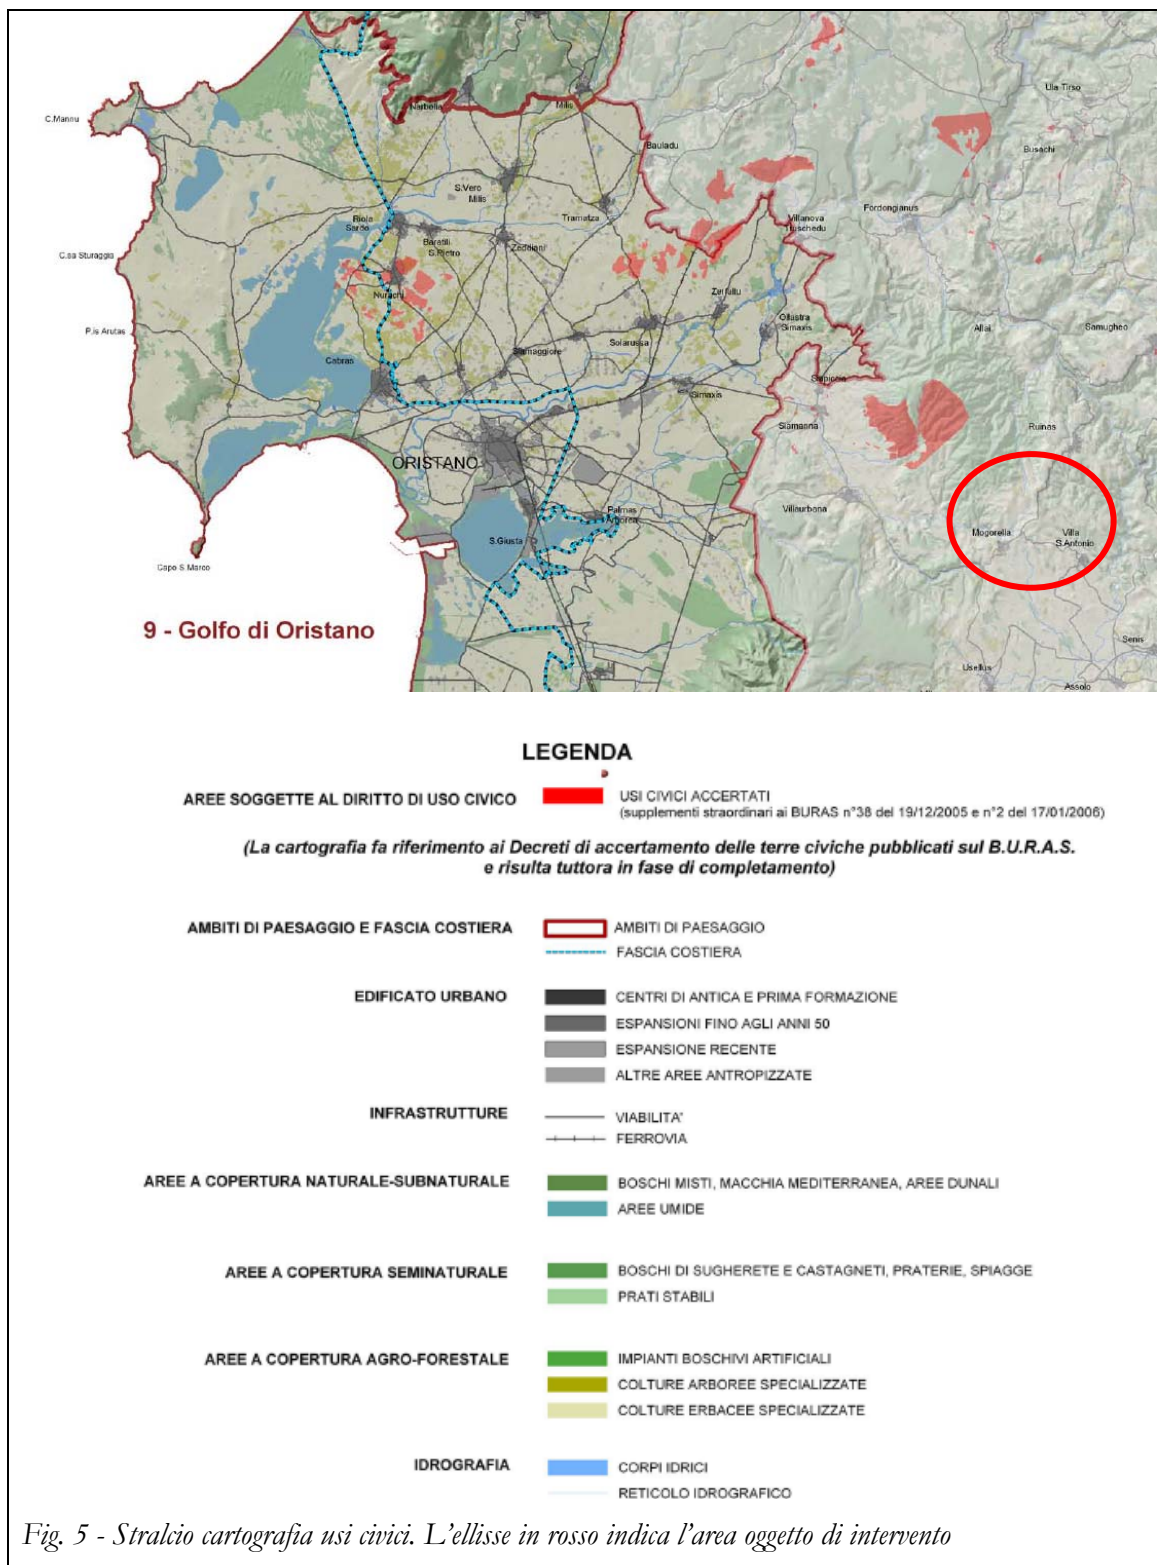 Ula Tirso
Narbolia
Milis
C.Mannu
Bauladu
Busachi
S.Vero
Milis
Riola
Sardo
Tramatza
Fordongianus
Villanova
Truschedu
Baratili
S.Pietro
Zeddiani
C.sa Sturaggia
Nurachi
Zerfaliu
P.is Arutas
Ollastra
Simaxis
Allai
Samugheo
Solarussa
Siamaggiore
Cabras
Siapiccia
Simaxis
Siamanna
Ruinas
ORISTANO
Villaurbana
Palmas
Arborea
Mogorella
Villa
S.Antonio
S.Giusta
Capo S.Marco
9 - Golfo di Oristano
Senis
Usellus
Assolo
LEGENDA
AREE SOGGETTE AL DIRITTO DI USO CIVICO
USI CIVICI ACCERTATI
(supplementi straordinari ai BURAS n°38 del 19/12/2005 e n°2 del 17/01/2006)
(La cartografia fa riferimento ai Decreti di accertamento delle terre civiche pubblicati sul B.U.R.A.S.
e risulta tuttora in fase di completamento)
AMBITI DI PAESAGGIO E FASCIA COSTIERA
AMBITI DI PAESAGGIO
FASCIA COSTIERA
EDIFICATO URBANO
CENTRI DI ANTICA E PRIMA FORMAZIONE
ESPANSIONI FINO AGLI ANNI 50
ESPANSIONE RECENTE
ALTRE AREE ANTROPIZZATE
INFRASTRUTTURE
VIABILITA'
FERROVIA
AREE A COPERTURA NATURALE-SUBNATURALE
BOSCHI MISTI, MACCHIA MEDITERRANEA, AREE DUNALI
AREE UMIDE
AREE A COPERTURA SEMINATURALE
BOSCHI DI SUGHERETE E CASTAGNETI, PRATERIE, SPIAGGE
PRATI STABILI
AREE A COPERTURA AGRO-FORESTALE
IMPIANTI BOSCHIVI ARTIFICIALI
COLTURE ARBOREE SPECIALIZZATE
COLTURE ERBACEE SPECIALIZZATE
IDROGRAFIA
CORPI IDRICI
RETICOLO IDROGRAFICO
Fig. 5 - Stralcio cartografia usi civici. L'ellisse in rosso indica l'area oggetto di intervento